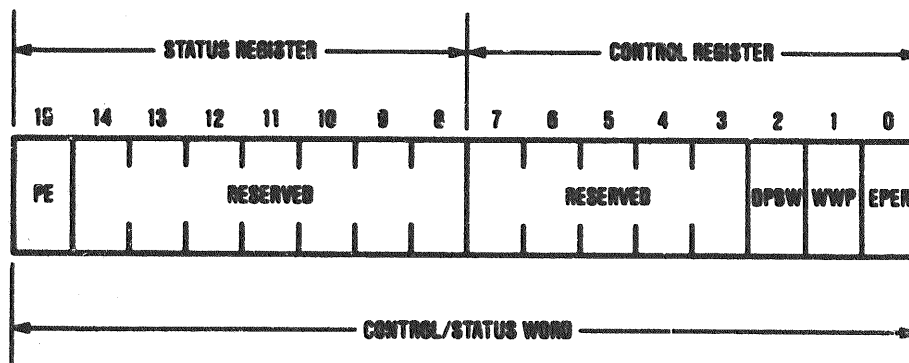 STATUS REGISTER CONTROL REGISTER
15 14 13 12 11 10 9 8 7 6 5 4 3 2 1 0
PE RESERVED RESERVED DPBW WWP EPER
CONTROL/STATUS WORD